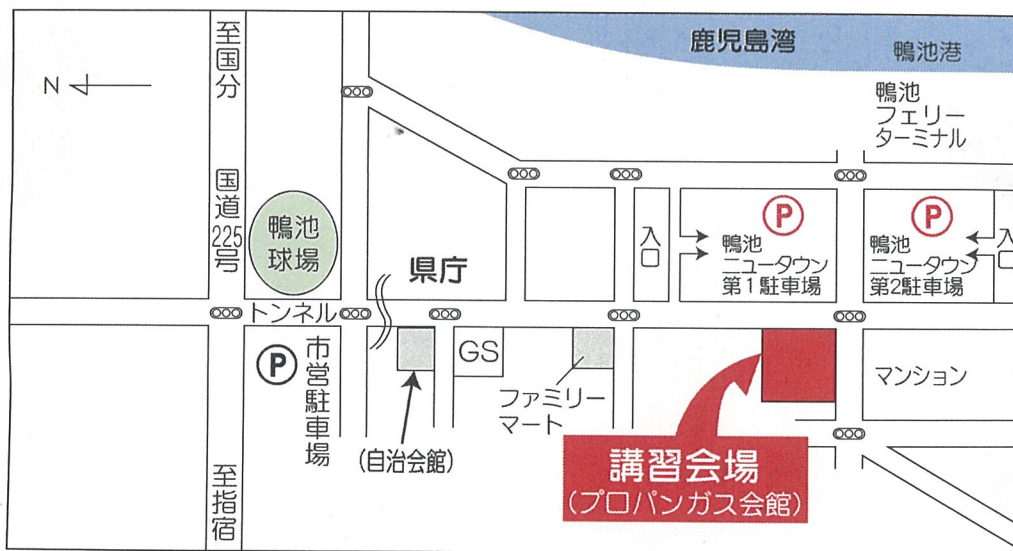 N
至国分
国道225号
至指宿
鴨池
球場
トンネル
P
市営駐車場
県庁
(自治会館)
GS
ファミリー
マート
鹿児島湾
鴨池港
鴨池
フェリー
ターミナル
入口
P
鴨池
ニュータウン
第1駐車場
P
鴨池
ニュータウン
第2駐車場
入口
マンション
講習会場
(プロパンガス会館)